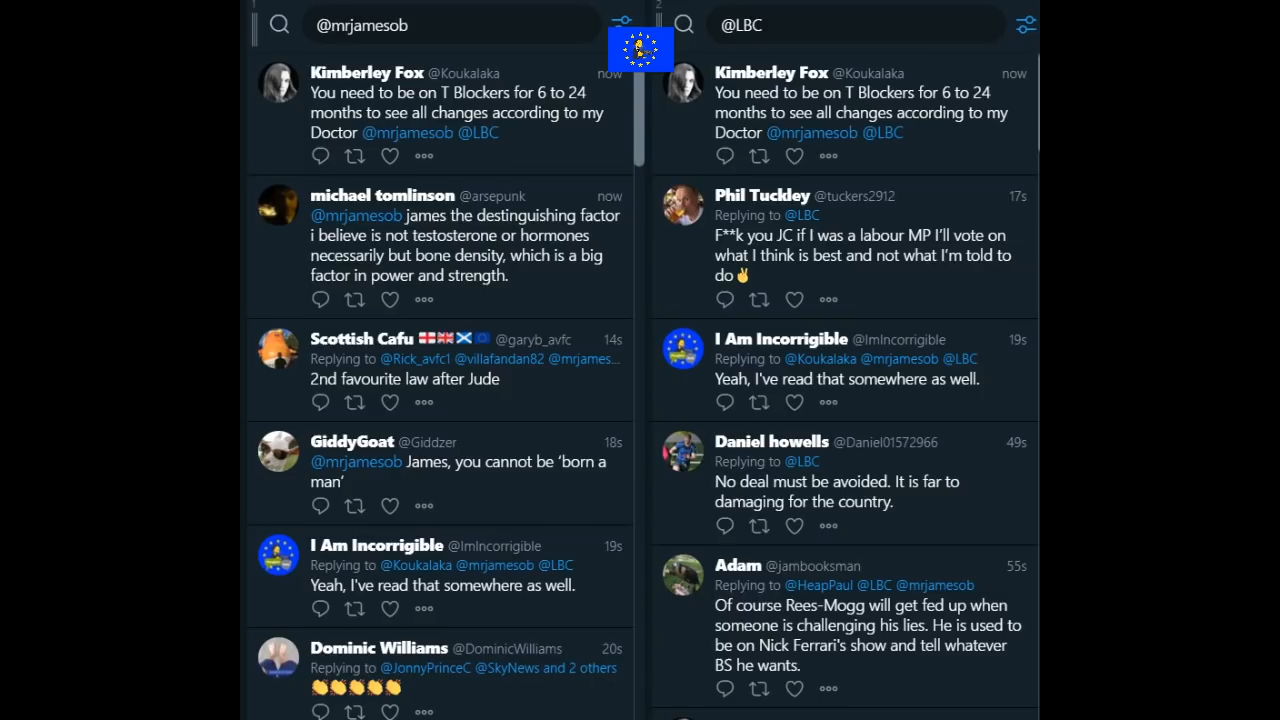 1
@mrjamesob
Kimberley Fox @Koukalaka now
You need to be on T Blockers for 6 to 24
months to see all changes according to my
Doctor @mrjamesob @LBC
michael tomlinson @arsepunk now
@mrjamesob james the destinguishing factor
i believe is not testosterone or hormones
necessarily but bone density, which is a big
factor in power and strength.
Scottish Cafu @garyb_avfc 14s
Replying to @Rick_avfc1 @villafandan82 @mrjames...
2nd favourite law after Jude
GiddyGoat @Giddzer 18s
@mrjamesob James, you cannot be ‘born a
man’
I Am Incorrigible @ImIncorrigible 19s
Replying to @Koukalaka @mrjamesob @LBC
Yeah, I've read that somewhere as well.
Dominic Williams @DominicWilliams 20s
Replying to @JonnyPrinceC @SkyNews and 2 others
👏👏👏👏👏
2
@LBC
Kimberley Fox @Koukalaka now
You need to be on T Blockers for 6 to 24
months to see all changes according to my
Doctor @mrjamesob @LBC
Phil Tuckley @tuckers2912 17s
Replying to @LBC
F**k you JC if I was a labour MP I’ll vote on
what I think is best and not what I’m told to
do✌
I Am Incorrigible @ImIncorrigible 19s
Replying to @Koukalaka @mrjamesob @LBC
Yeah, I've read that somewhere as well.
Daniel howells @Daniel01572966 49s
Replying to @LBC
No deal must be avoided. It is far to
damaging for the country.
Adam @jambooksman 55s
Replying to @HeapPaul @LBC @mrjamesob
Of course Rees-Mogg will get fed up when
someone is challenging his lies. He is used to
be on Nick Ferrari's show and tell whatever
BS he wants.